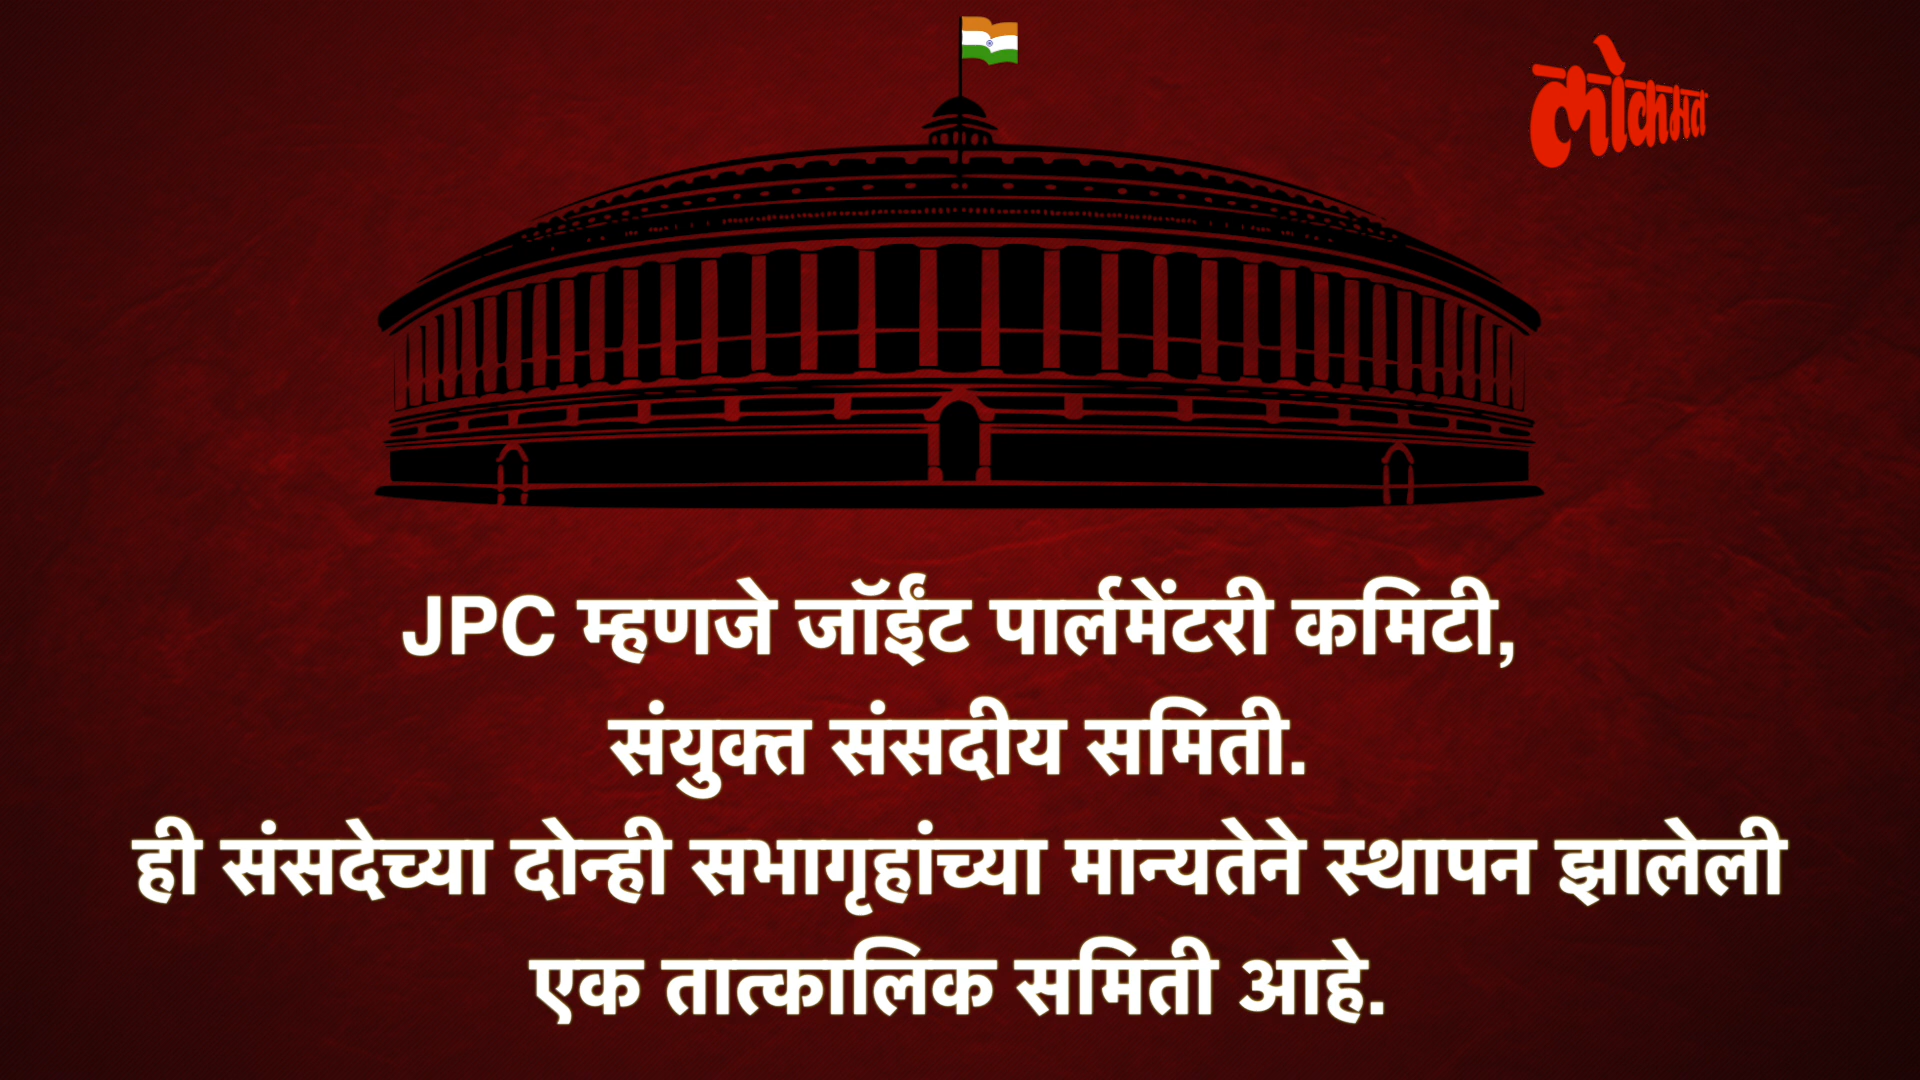 लोकमत
JPC म्हणजे जॉईंट पार्लमेंटरी कमिटी,
संयुक्त संसदीय समिती.
ही संसदेच्या दोन्ही सभागृहांच्या मान्यतेने स्थापन झालेली
एक तात्कालिक समिती आहे.